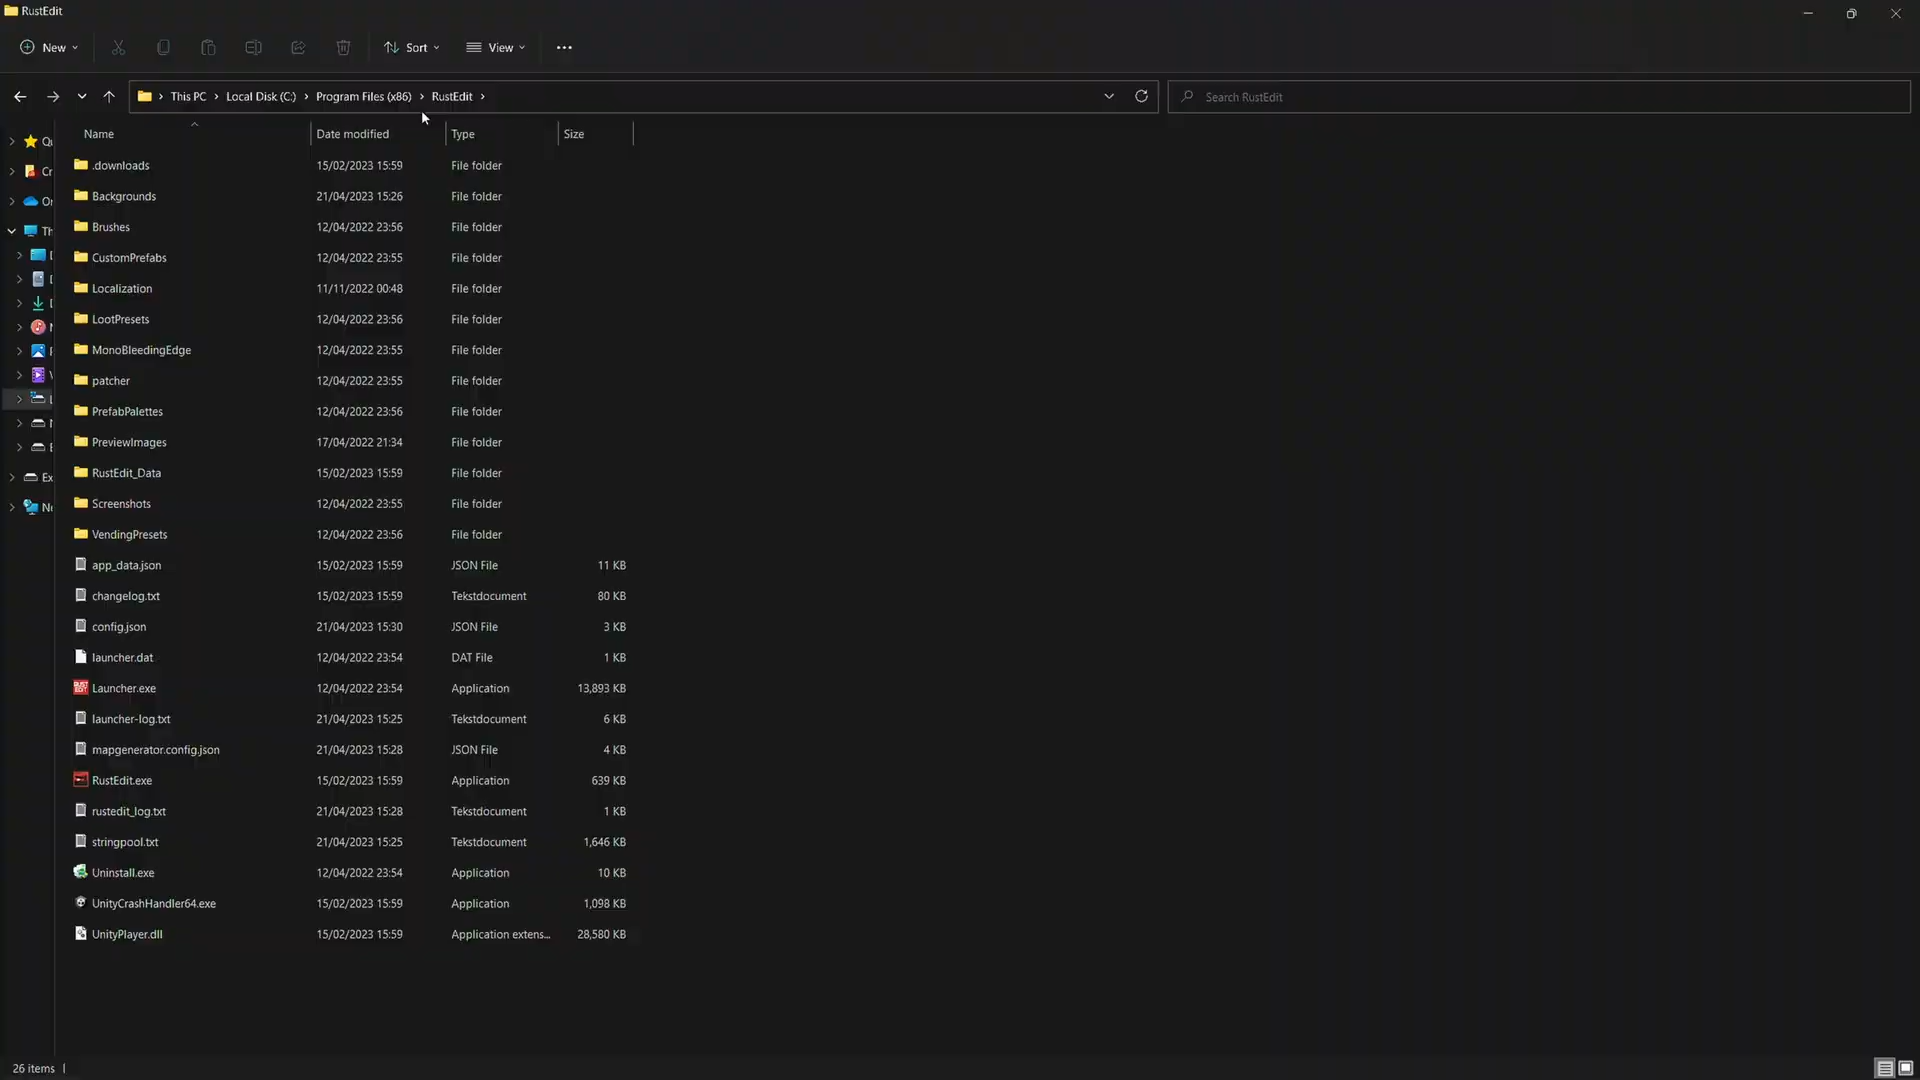 RustEdit
New Sort View
This PC Local Disk (C:) Program Files (x86) RustEdit Search RustEdit
Name Date modified Type Size
.downloads 15/02/2023 15:59 File folder
Backgrounds 21/04/2023 15:26 File folder
Brushes 12/04/2022 23:56 File folder
CustomPrefabs 12/04/2022 23:55 File folder
Localization 11/11/2022 00:48 File folder
LootPresets 12/04/2022 23:56 File folder
MonoBleedingEdge 12/04/2022 23:55 File folder
patcher 12/04/2022 23:55 File folder
PrefabPalettes 12/04/2022 23:56 File folder
PreviewImages 17/04/2022 21:34 File folder
RustEdit_Data 15/02/2023 15:59 File folder
Screenshots 12/04/2022 23:55 File folder
VendingPresets 12/04/2022 23:56 File folder
app_data.json 15/02/2023 15:59 JSON File 11 KB
changelog.txt 15/02/2023 15:59 Tekstdocument 80 KB
config.json 21/04/2023 15:30 JSON File 3 KB
launcher.dat 12/04/2022 23:54 DAT File 1 KB
Launcher.exe 12/04/2022 23:54 Application 13,893 KB
launcher-log.txt 21/04/2023 15:25 Tekstdocument 6 KB
mapgenerator.config.json 21/04/2023 15:28 JSON File 4 KB
RustEdit.exe 15/02/2023 15:59 Application 639 KB
rustedit_log.txt 21/04/2023 15:28 Tekstdocument 1 KB
stringpool.txt 21/04/2023 15:25 Tekstdocument 1,646 KB
Uninstall.exe 12/04/2022 23:54 Application 10 KB
UnityCrashHandler64.exe 15/02/2023 15:59 Application 1,098 KB
UnityPlayer.dll 15/02/2023 15:59 Application extens... 28,580 KB
26 items